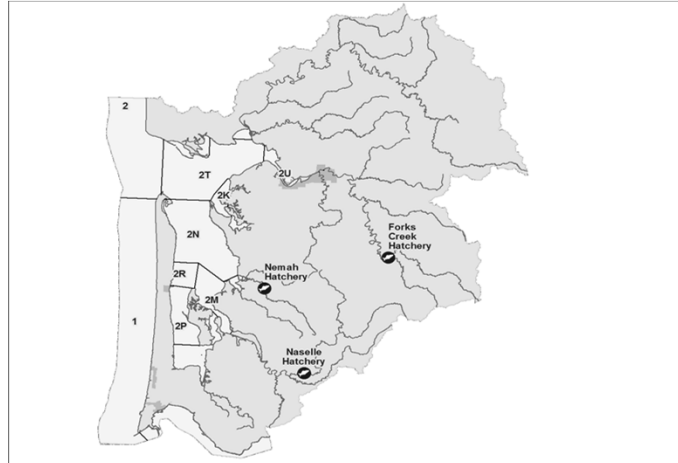 2
2T
2U
2K
2N
Forks
Creek
Hatchery
Nemah
Hatchery
2R
2M
1
2P
Naselle
Hatchery